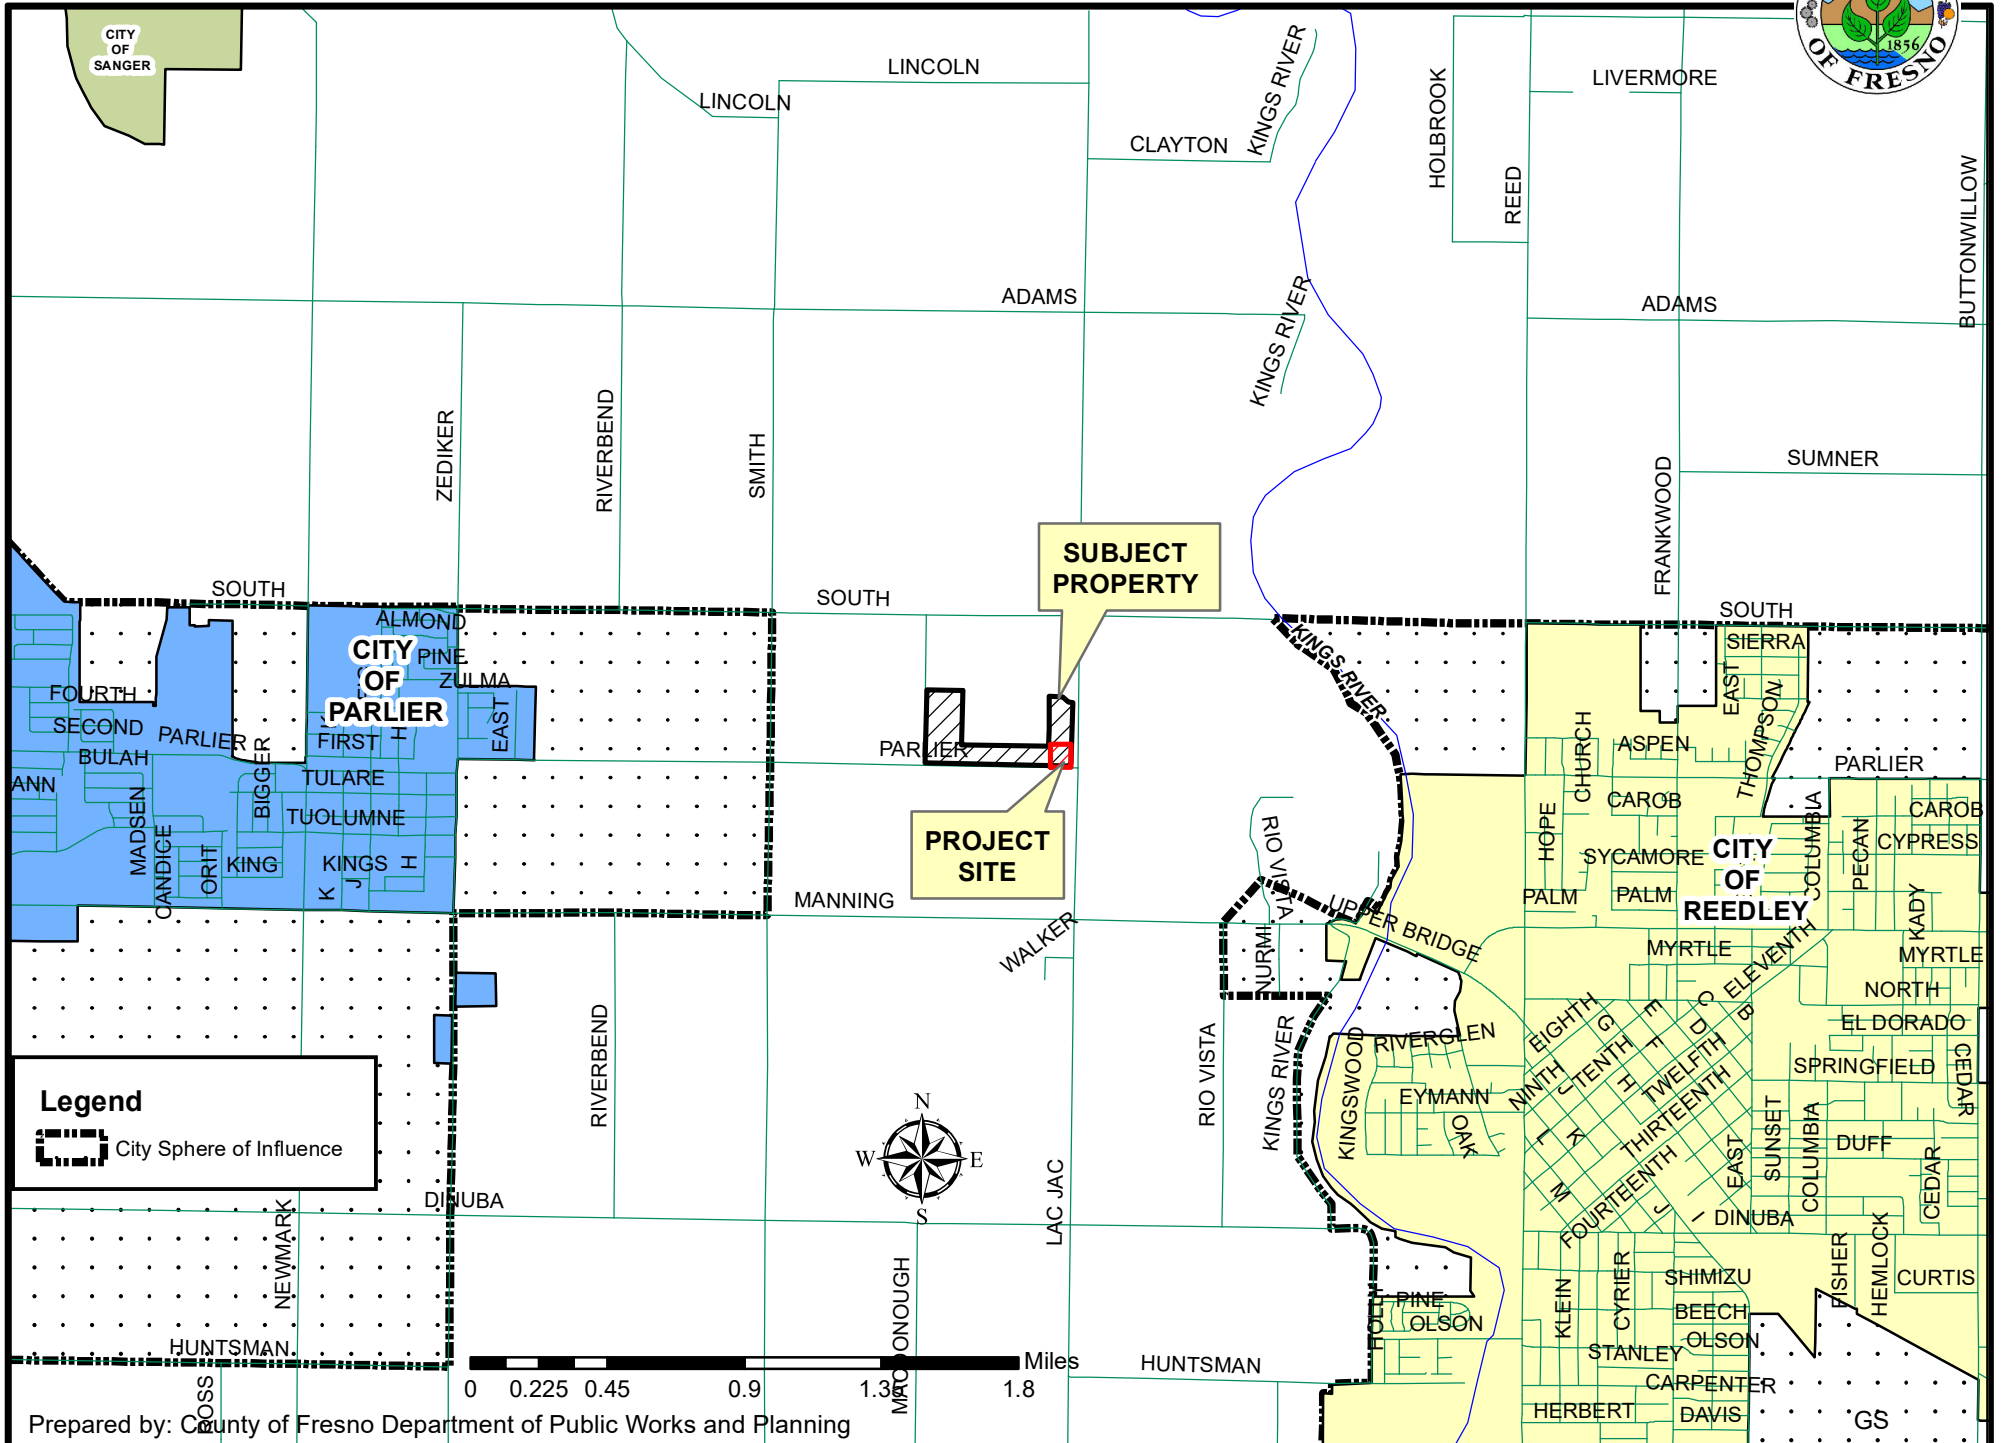 CITY
OF
SANGER
LINCOLN
LINCOLN
KINGS RIVER
CLAYTON
HOLBROOK
REED
LIVERMORE
1856
OF FRESNO
BUTTONWILLOW
ADAMS
KINGS RIVER
ADAMS
ZEDIKER
RIVERBEND
SMITH
FRANKWOOD
SUMNER
SUBJECT
PROPERTY
SOUTH
SOUTH
SOUTH
ALMOND
CITY
OF
PARLIER
PINE
ZULMA
EAST
FOURTH
SECOND
PARLIER
BULAH
ANN
MADSEN
CANDICE
ORIT
BIGGER
KING
K
FIRST
H
TULARE
TUOLUMNE
KINGS
K
J
H
PARLIER
PROJECT
SITE
MANNING
WALKER
KINGS RIVER
RIO VISTA
NURMI
UPPER BRIDGE
SIERRA
EAST
THOMPSON
CHURCH
ASPEN
PARLIER
HOPE
CAROB
COLUMBIA
CAROB
CYPRESS
PECAN
SYCAMORE
CITY
OF
REEDLEY
PALM
PALM
KADY
MYRTLE
ELEVENTH
MYRTLE
NORTH
EL DORADO
SPRINGFIELD
CEDAR
EIGHTH
G
E
C
D
B
F
NINTH
J
TENTH
H
TWELFTH
THIRTEENTH
L
K
M
FOURTEENTH
J
I
EAST
SUNSET
COLUMBIA
DUFF
CEDAR
DINUBA
RIVERGLEN
KINGSWOOD
EYMANN
OAK
RIO VISTA
KINGS RIVER
RIVERBEND
Legend
City Sphere of Influence
N
W
E
S
LAC JAC
DINUBA
NEWMARK
HUNTSMAN
ROSS
MACDONOUGH
HUNTSMAN
PINE
OLSON
KLEIN
CYRIER
SHIMIZU
BEECH
OLSON
STANLEY
CARPENTER
HERBERT
DAVIS
FISHER
HEMLOCK
CURTIS
GS
Miles
0 0.225 0.45 0.9 1.35 1.8
Prepared by: County of Fresno Department of Public Works and Planning